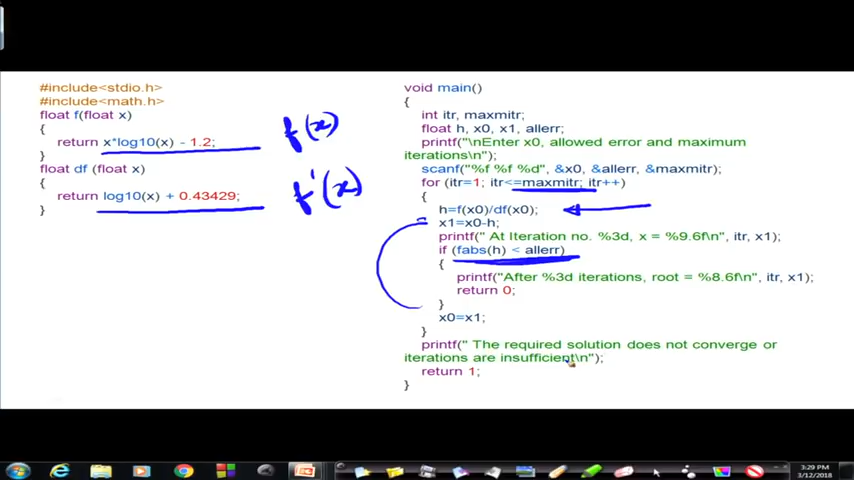 #include<stdio.h>
#include<math.h>
float f(float x)
{
return x*log10(x) - 1.2;
}
float df (float x)
{
return log10(x) + 0.43429;
}
f(x)
f'(x)
void main()
{
int itr, maxmitr;
float h, x0, x1, allerr;
printf("\nEnter x0, allowed error and maximum
iterations\n");
scanf("%f %f %d", &x0, &allerr, &maxmitr);
for (itr=1; itr<=maxmitr; itr++)
{
h=f(x0)/df(x0);
x1=x0-h;
printf(" At Iteration no. %3d, x = %9.6f\n", itr, x1);
if (fabs(h) < allerr)
{
printf("After %3d iterations, root = %8.6f\n", itr, x1);
return 0;
}
x0=x1;
}
printf(" The required solution does not converge or
iterations are insufficient\n");
return 1;
}
3:29 PM
3/12/2018